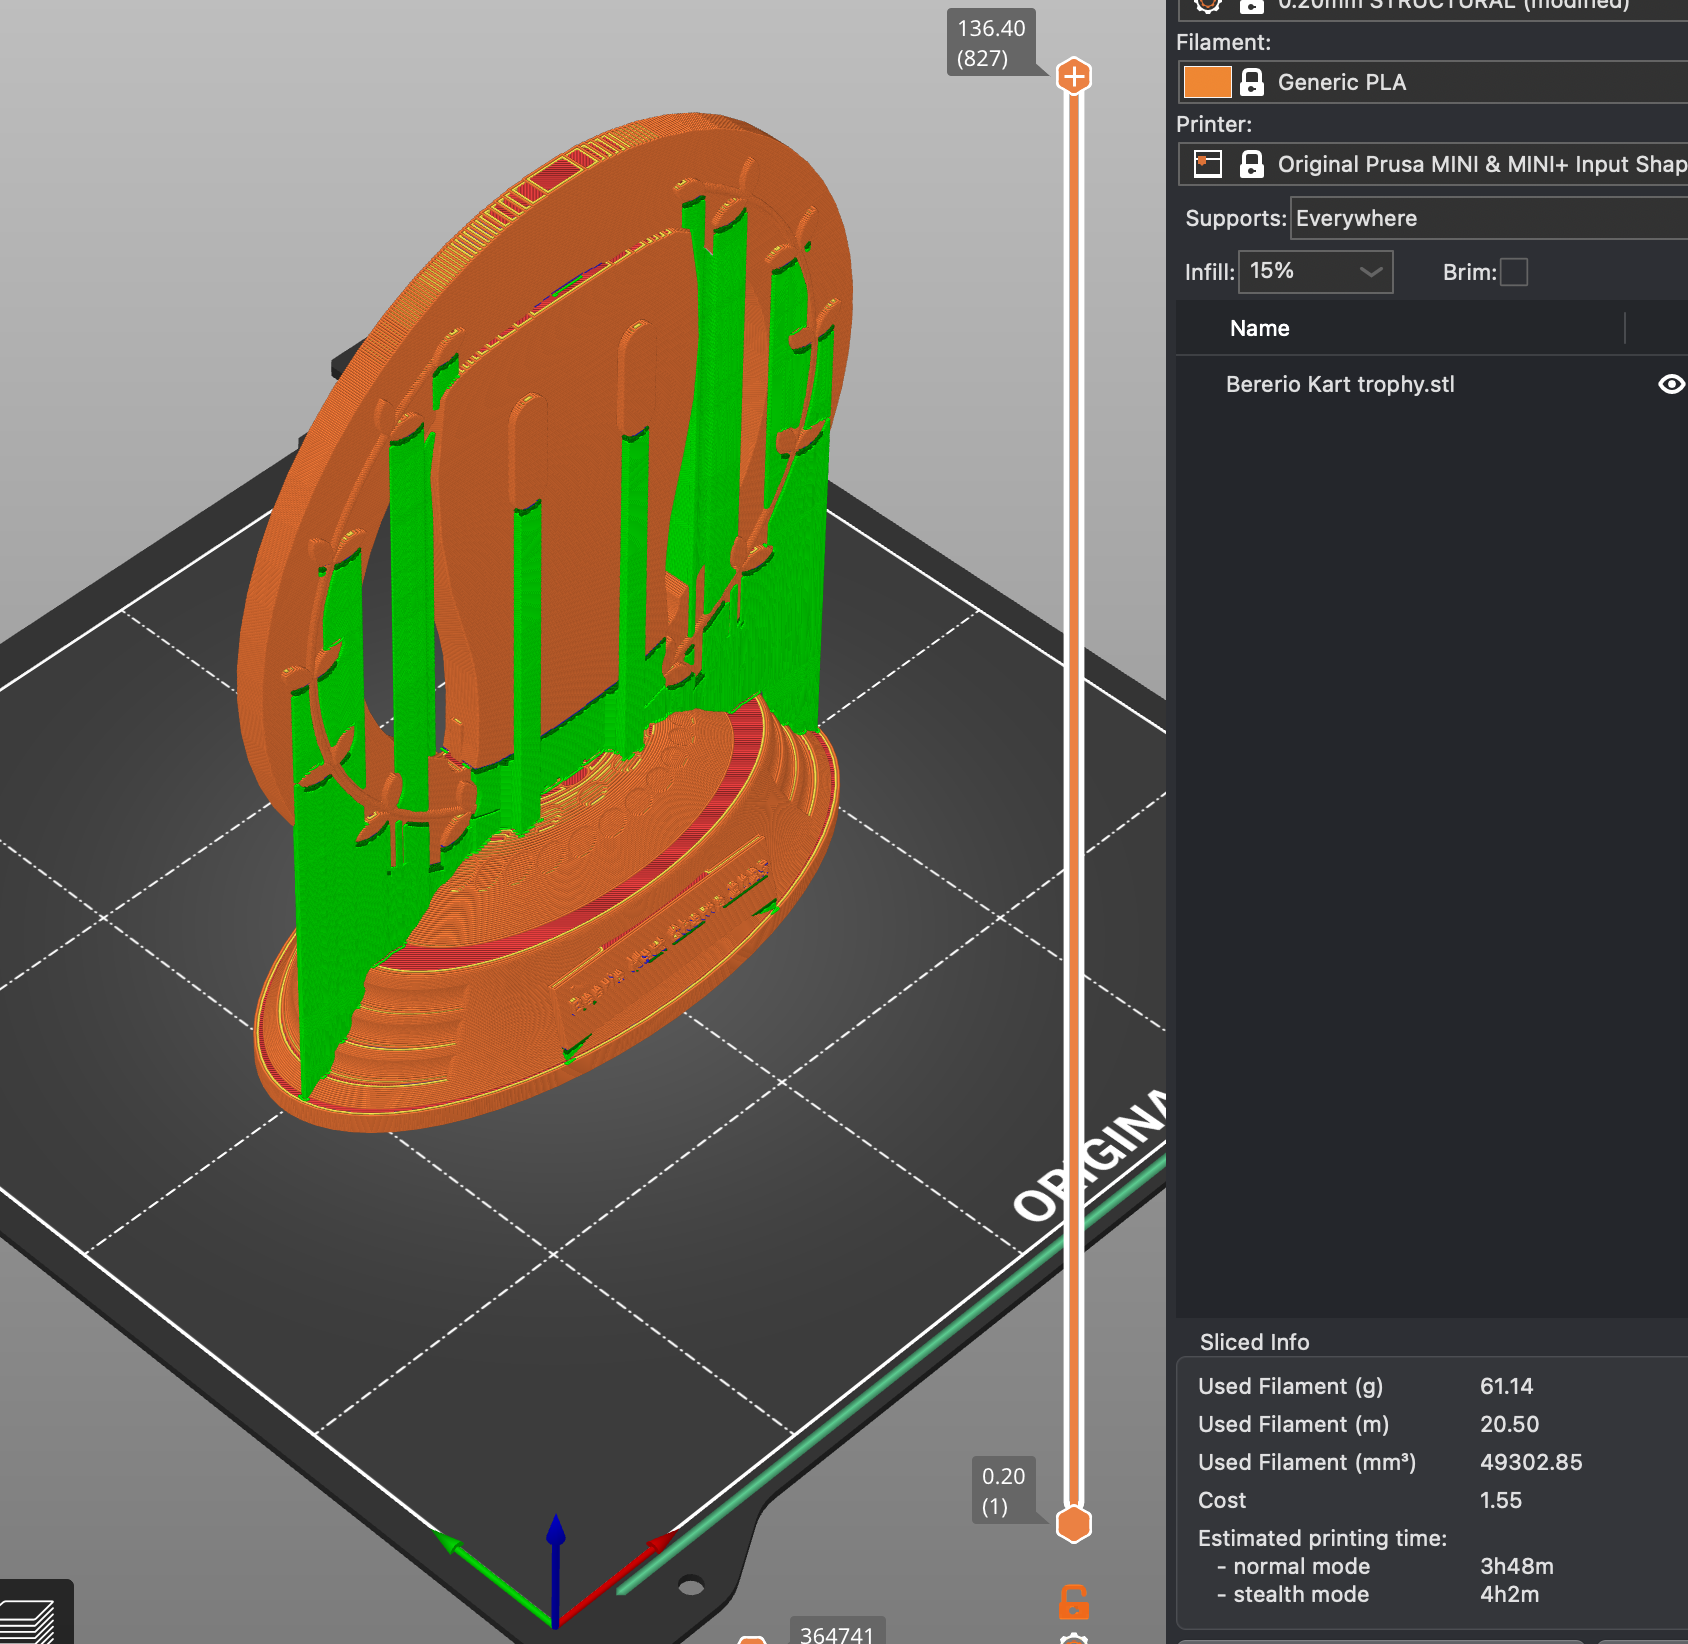 136.40
(827)
0.20mm STRUCTURAL (modified)
Filament:
Generic PLA
Printer:
Original Prusa MINI & MINI+ Input Shap
Supports: Everywhere
Infill: 15% Brim:
Name
Bererio Kart trophy.stl
ORIGINA
Sliced Info
Used Filament (g) 61.14
Used Filament (m) 20.50
Used Filament (mm³) 49302.85
Cost 1.55
Estimated printing time:
- normal mode 3h48m
- stealth mode 4h2m
0.20
(1)
364741